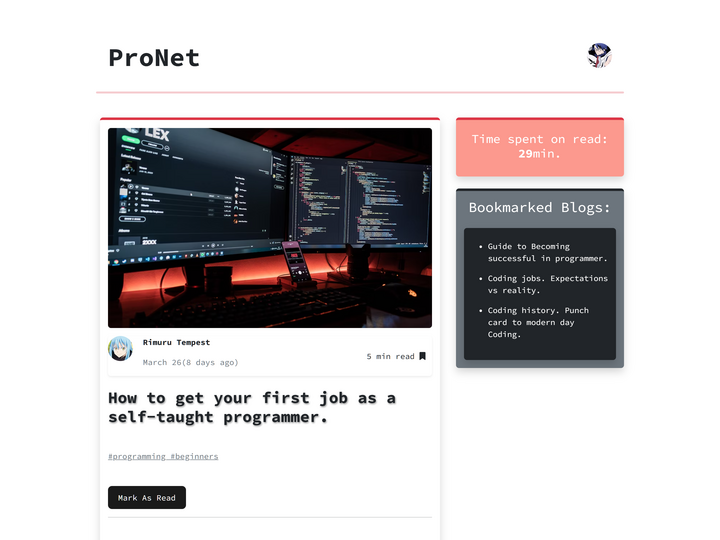 ProNet
LEX
Rimuru Tempest
March 26(8 days ago)
5 min read
How to get your first job as a
self-taught programmer.
#programming #beginners
Mark As Read
Time spent on read:
29min.
Bookmarked Blogs:
Guide to Becoming
successful in programmer.
Coding jobs. Expectations
vs reality.
Coding history. Punch
card to modern day
Coding.